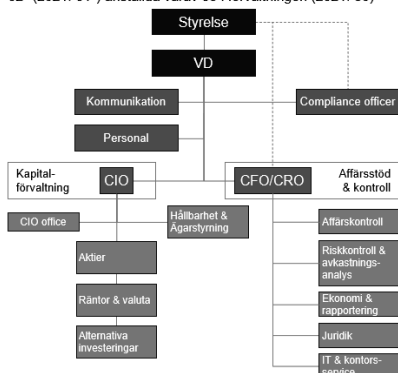 Styrelse
VD
Kommunikation
Compliance officer
Personal
Kapital-
förvaltning
CIO
CFO/CRO
Affärsstöd
& kontroll
CIO office
Hållbarhet &
Ägarstyrning
Affärskontroll
Aktier
Riskkontroll &
avkastnings-
analys
Räntor & valuta
Ekonomi &
rapportering
Alternativa
investeringar
Juridik
IT & kontors-
service